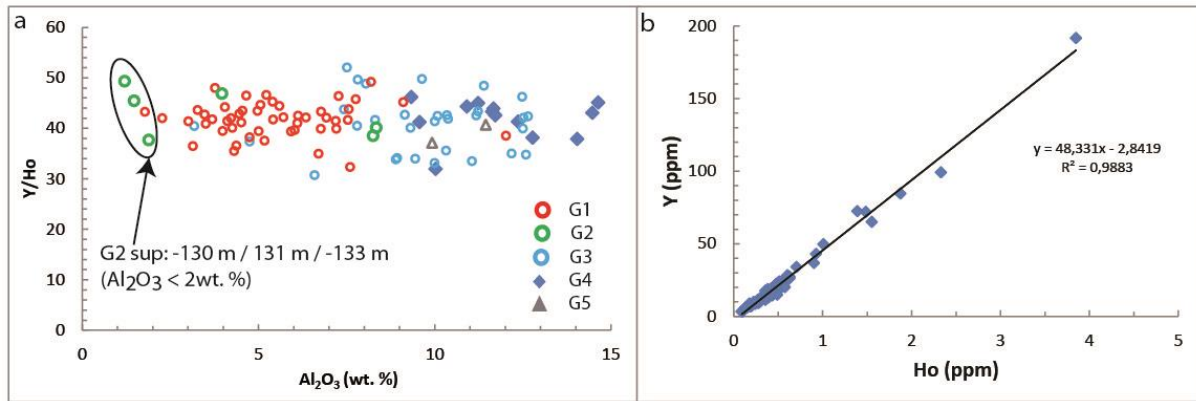 a
60
50
40
30
20
10
0
Y/Ho
G2 sup: -130 m / 131 m / -133 m
(Al₂O₃ < 2wt. %)
G1
G2
G3
G4
G5
0 5 10 15
Al₂O₃ (wt. %)
b
200
150
100
50
0
Y (ppm)
y = 48,331x - 2,8419
R² = 0,9883
0 1 2 3 4 5
Ho (ppm)